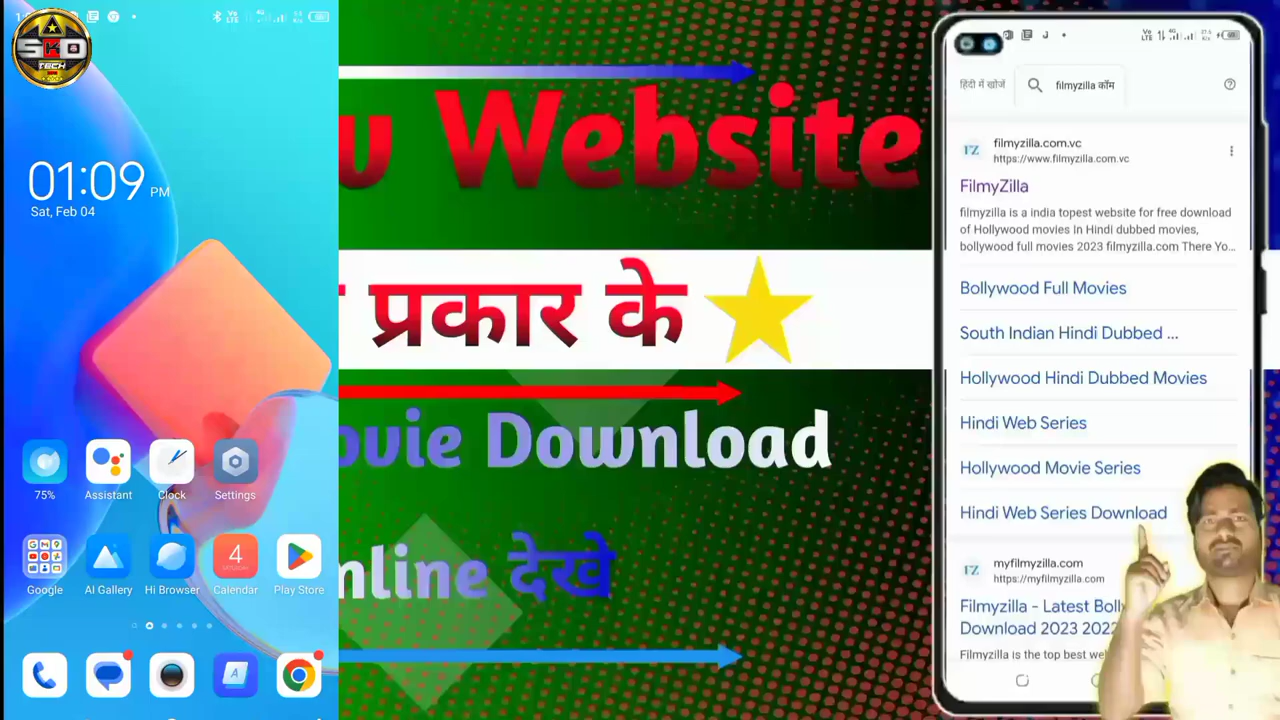 SKD
TECH
01:09 PM
Sat, Feb 04
75%
Assistant
Clock
Settings
Google
AI Gallery
Hi Browser
4
Calendar
Play Store
Website
प्रकार के
ovie Download
nline देखे
हिंदी में खोजें
filmyzilla कॉम
filmyzilla.com.vc
https://www.filmyzilla.com.vc
FilmyZilla
filmyzilla is a india topest website for free download
of Hollywood movies in Hindi dubbed movies,
bollywood full movies 2023 filmyzilla.com There Yo...
Bollywood Full Movies
South Indian Hindi Dubbed ...
Hollywood Hindi Dubbed Movies
Hindi Web Series
Hollywood Movie Series
Hindi Web Series Download
FZ
myfilmyzilla.com
https://myfilmyzilla.com
Filmyzilla - Latest Boll
Download 2023 202
Filmyzilla is the top best we